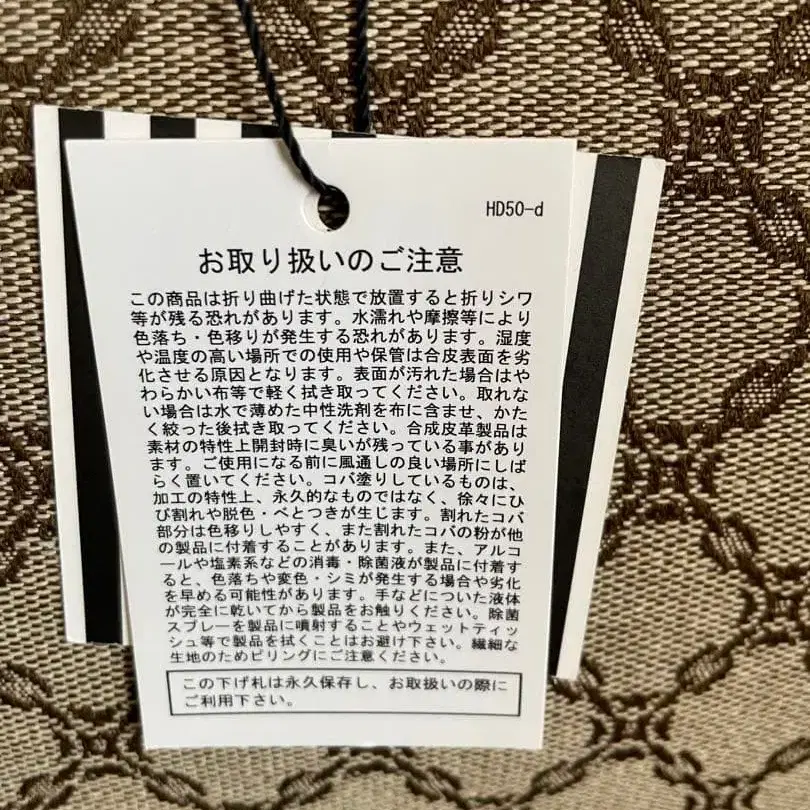 HD50-d
お取り扱いのご注意
この商品は折り曲げた状態で放置すると折りシワ
等が残る恐れがあります。水濡れや摩擦等により
色落ち・色移りが発生する恐れがあります。湿度
や温度の高い場所での使用や保管は合皮表面を劣
化させる原因となります。表面が汚れた場合はや
わらかい布等で軽く拭き取ってください。取れな
い場合は水で薄めた中性洗剤を布に含ませ、かた
く絞った後拭き取ってください。合成皮革製品は
素材の特性上開封時に臭いが残っている事があり
ます。ご使用になる前に風通しの良い場所にしば
らく置いてください。コバ塗りしているものは、
加工の特性上、永久的なものではなく、徐々にひ
び割れや脱色・べとつきが生じます。割れたコバ
部分は色移りしやすく、また割れたコバの粉が他
の製品に付着することがあります。また、アルコ
ールや塩素系などの消毒・除菌液が製品に付着す
ると、色落ちや変色・シミが発生する場合や劣化
を早める可能性があります。手などについた液体
が完全に乾いてから製品をお触りください。除菌
スプレーを製品に噴射することやウェットティッ
シュ等で製品を拭くことはお避け下さい。繊細な
生地のためピリングにご注意ください。
この下げ札は永久保存し、お取扱いの際に
ご利用下さい。